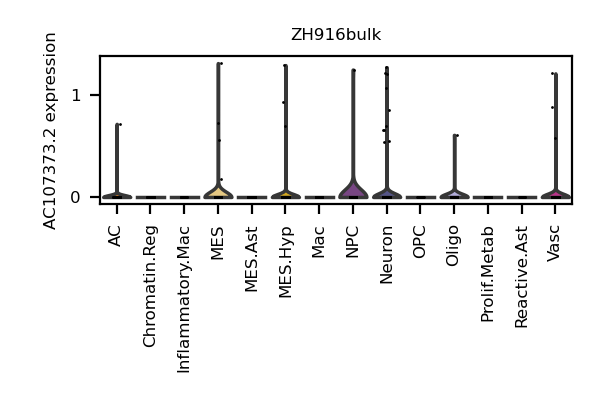 ZH916bulk
AC107373.2 expression
1
0
AC
Chromatin.Reg
Inflammatory.Mac
MES
MES.Ast
MES.Hyp
Mac
NPC
Neuron
OPC
Oligo
Prolif.Metab
Reactive.Ast
Vasc